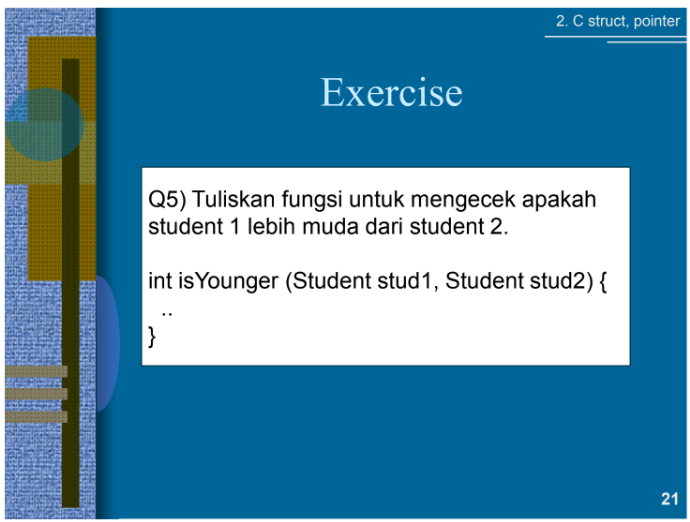 2. C struct, pointer
Exercise
Q5) Tuliskan fungsi untuk mengecek apakah
student 1 lebih muda dari student 2.
int isYounger (Student stud1, Student stud2) {
..
}
21